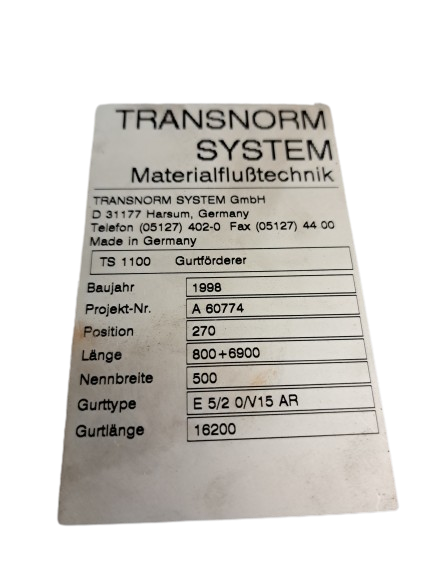 TRANSNORM
SYSTEM
Materialflußtechnik
TRANSNORM SYSTEM GmbH
D 31177 Harsum, Germany
Telefon (05127) 402-0 Fax (05127) 44 00
Made in Germany
TS 1100 Gurtförderer
Baujahr 1998
Projekt-Nr. A 60774
Position 270
Länge 800+6900
Nennbreite 500
Gurttype E 5/2 0/V15 AR
Gurtlänge 16200